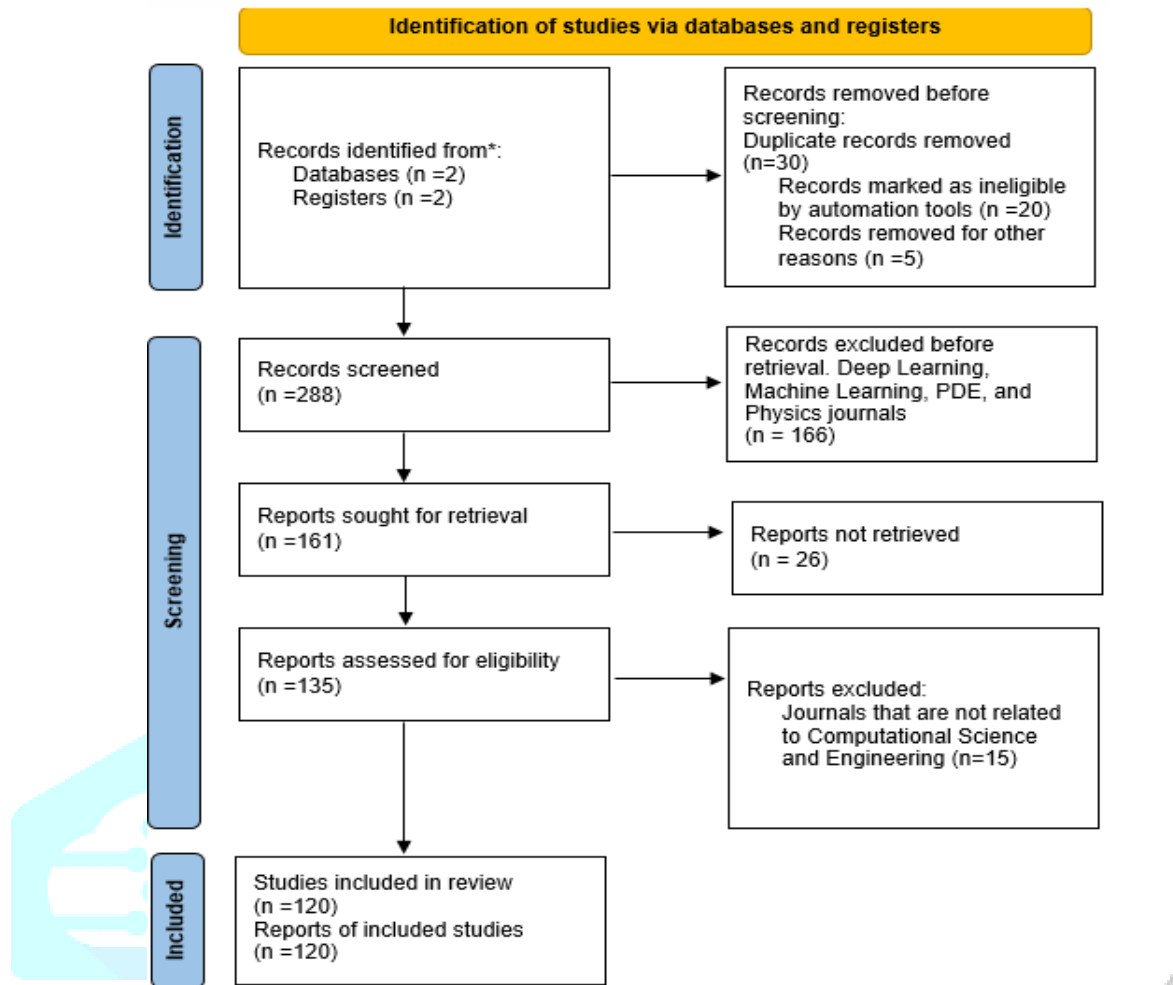 Identification of studies via databases and registers
Identification
Records identified from*:
Databases (n =2)
Registers (n =2)
Records removed before
screening:
Duplicate records removed
(n=30)
Records marked as ineligible
by automation tools (n =20)
Records removed for other
reasons (n =5)
Screening
Records screened
(n =288)
Records excluded before
retrieval. Deep Learning,
Machine Learning, PDE, and
Physics journals
(n = 166)
Reports sought for retrieval
(n =161)
Reports not retrieved
(n = 26)
Reports assessed for eligibility
(n =135)
Reports excluded:
Journals that are not related
to Computational Science
and Engineering (n=15)
Included
Studies included in review
(n =120)
Reports of included studies
(n =120)